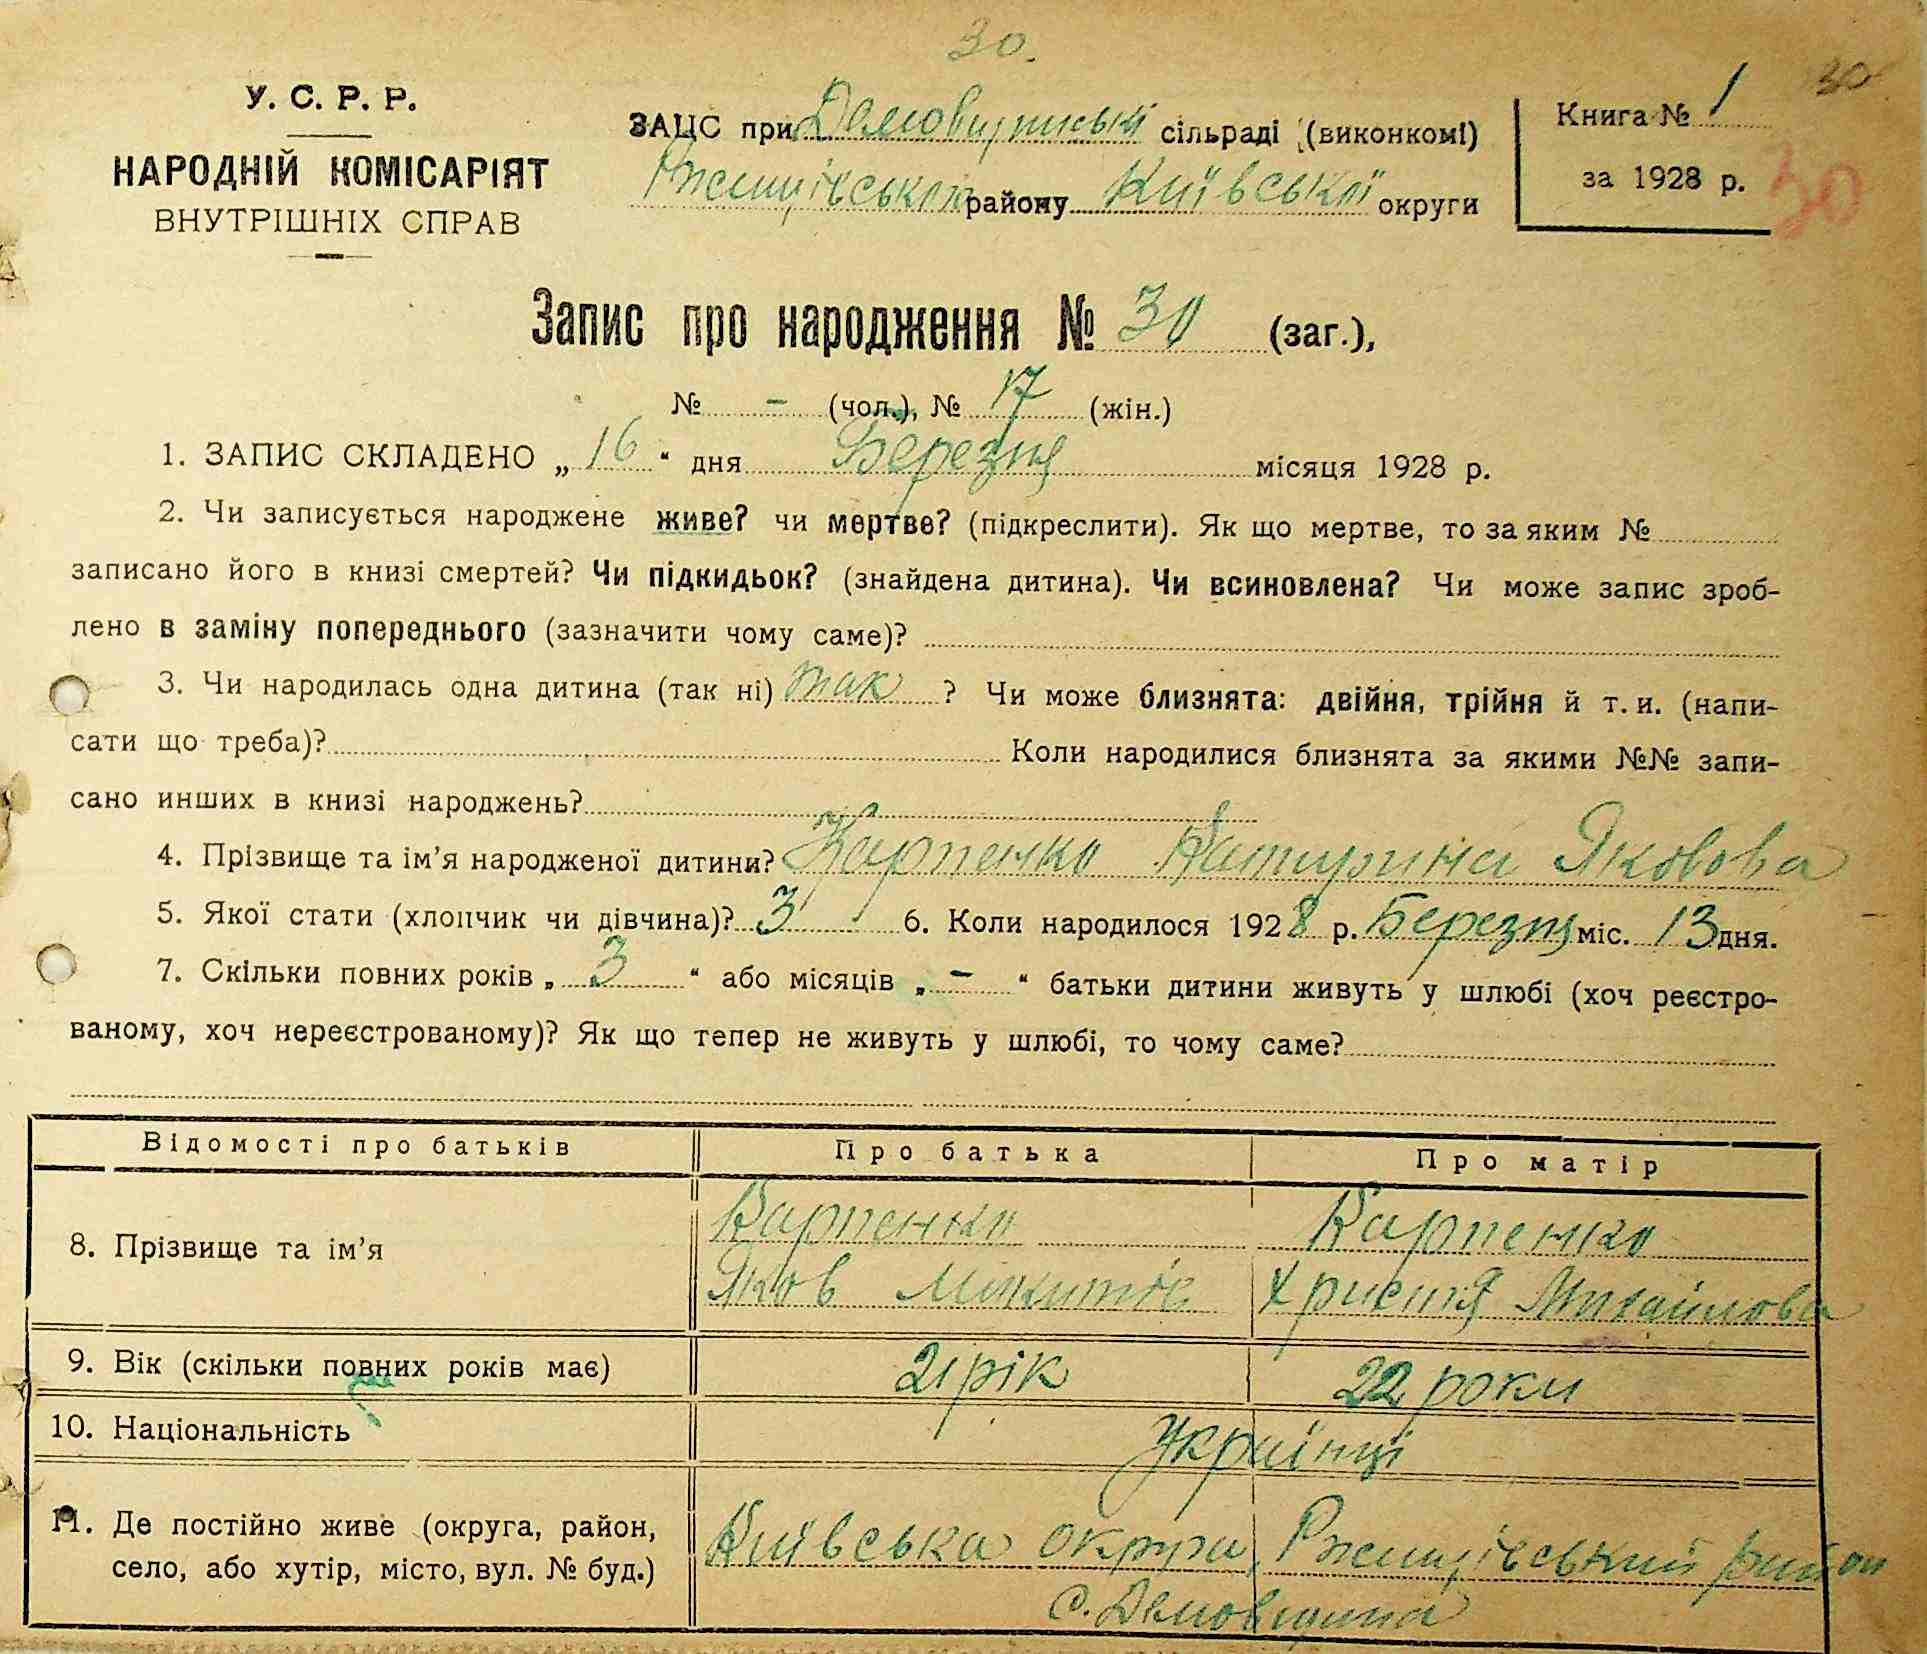 30.
30
У. С. Р. Р.
НАРОДНІЙ КОМІСАРІЯТ
ВНУТРІШНІХ СПРАВ
ЗАЦС при Демовщинській сільраді (виконкомі)
Ржищівського району Київської округи
Книга № 1
за 1928 р.
30
Запис про народження № 30 (заг.),
№ - (чол.), № 17 (жін.)
1. ЗАПИС СКЛАДЕНО „ 16 “ дня Березня місяця 1928 р.
2. Чи записується народжене живе? чи мертве? (підкреслити). Як що мертве, то за яким №
записано його в книзі смертей? Чи підкидьок? (знайдена дитина). Чи всиновлена? Чи може запис зроб-
лено в заміну попереднього (зазначити чому саме)?
3. Чи народилась одна дитина (так ні) так ? Чи може близнята: двійня, трійня й т. и. (напи-
сати що треба)? Коли народилися близнята за якими №№ запи-
сано инших в книзі народжень?
4. Прізвище та ім’я народженої дитини? Карпенко Катирина Яковова
5. Якої стати (хлопчик чи дівчина)? 6. Коли народилося 1928 р. Березня міс. 13 дня.
7. Скільки повних років „ 3 “ або місяців „ - “ батьки дитини живуть у шлюбі (хоч реєстро-
ваному, хоч нереєстрованому)? Як що тепер не живуть у шлюбі, то чому саме?
Відомості про батьків Про батька Про матір
8. Прізвище та ім’я
Карпенко
Яков Микитов
Карпенко
Христя Михайлова
9. Вік (скільки повних років має) 21 рік 22 роки
10. Національність Українці
11. Де постійно живе (округа, район,
село, або хутір, місто, вул. № буд.)
Київська округа, Ржищівський район
с. Демовщина